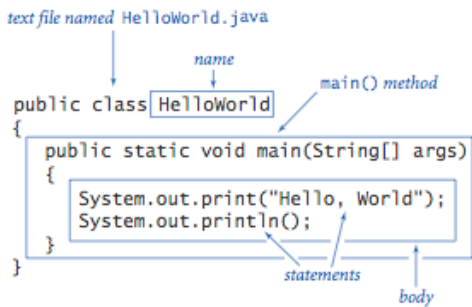 text file named HelloWorld.java
name
main() method
public class HelloWorld
{
public static void main(String[] args)
{
System.out.print("Hello, World");
System.out.println();
}
}
statements
body